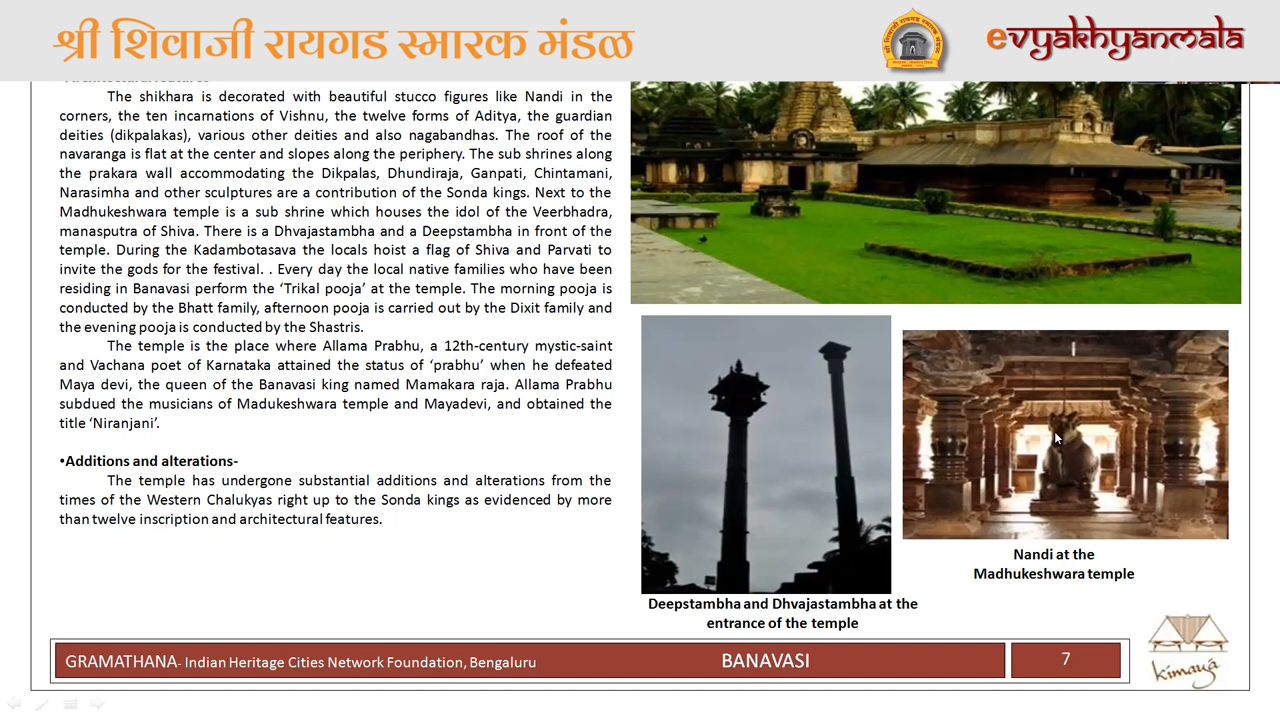 श्री शिवाजी रायगड स्मारक मंडळ
evyakhyanmala
The shikhara is decorated with beautiful stucco figures like Nandi in the
corners, the ten incarnations of Vishnu, the twelve forms of Aditya, the guardian
deities (dikpalakas), various other deities and also nagabandhas. The roof of the
navaranga is flat at the center and slopes along the periphery. The sub shrines along
the prakara wall accommodating the Dikpalas, Dhundiraja, Ganpati, Chintamani,
Narasimha and other sculptures are a contribution of the Sonda kings. Next to the
Madhukeshwara temple is a sub shrine which houses the idol of the Veerbhadra,
manasputra of Shiva. There is a Dhvajastambha and a Deepstambha in front of the
temple. During the Kadambotasava the locals hoist a flag of Shiva and Parvati to
invite the gods for the festival. . Every day the local native families who have been
residing in Banavasi perform the ‘Trikal pooja’ at the temple. The morning pooja is
conducted by the Bhatt family, afternoon pooja is carried out by the Dixit family and
the evening pooja is conducted by the Shastris.
The temple is the place where Allama Prabhu, a 12th-century mystic-saint
and Vachana poet of Karnataka attained the status of ‘prabhu’ when he defeated
Maya devi, the queen of the Banavasi king named Mamakara raja. Allama Prabhu
subdued the musicians of Madukeshwara temple and Mayadevi, and obtained the
title ‘Niranjani’.
•Additions and alterations-
The temple has undergone substantial additions and alterations from the
times of the Western Chalukyas right up to the Sonda kings as evidenced by more
than twelve inscription and architectural features.
Nandi at the
Madhukeshwara temple
Deepstambha and Dhvajastambha at the
entrance of the temple
GRAMATHANA- Indian Heritage Cities Network Foundation, Bengaluru
BANAVASI
7
kimayā